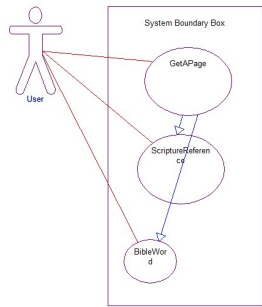 System Boundary Box
GetAPage
User
ScriptureReferen
ce
BibleWor
d